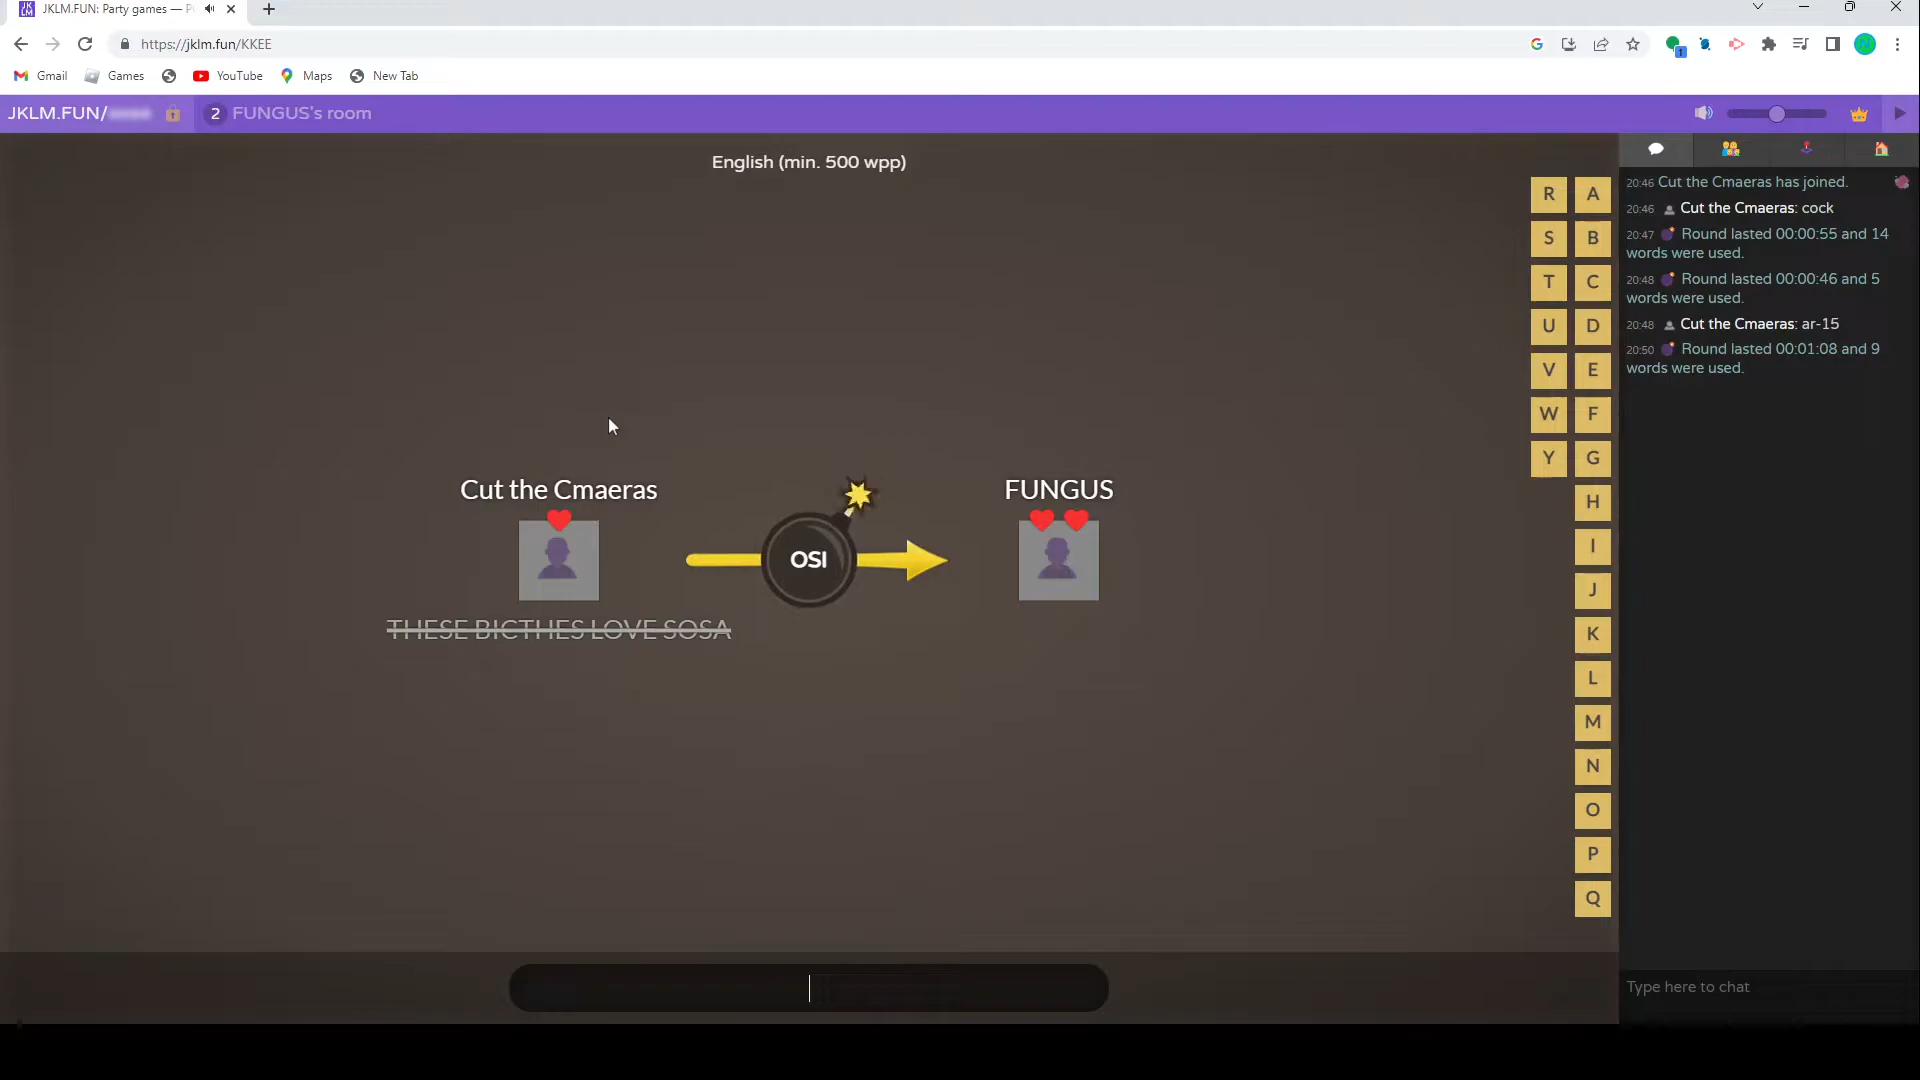 JKLM.FUN: Party games — P
https://jklm.fun/KKEE
1
Gmail
Games
YouTube
Maps
New Tab
JKLM.FUN/
2 FUNGUS's room
English (min. 500 wpp)
R A
S B
T C
U D
V E
W F
Y G
H
I
J
K
L
M
N
O
P
Q
Cut the Cmaeras
OSI
FUNGUS
THESE BICTHES LOVE SOSA
20:46 Cut the Cmaeras has joined.
20:46 Cut the Cmaeras: cock
20:47 Round lasted 00:00:55 and 14
words were used.
20:48 Round lasted 00:00:46 and 5
words were used.
20:48 Cut the Cmaeras: ar-15
20:50 Round lasted 00:01:08 and 9
words were used.
Type here to chat